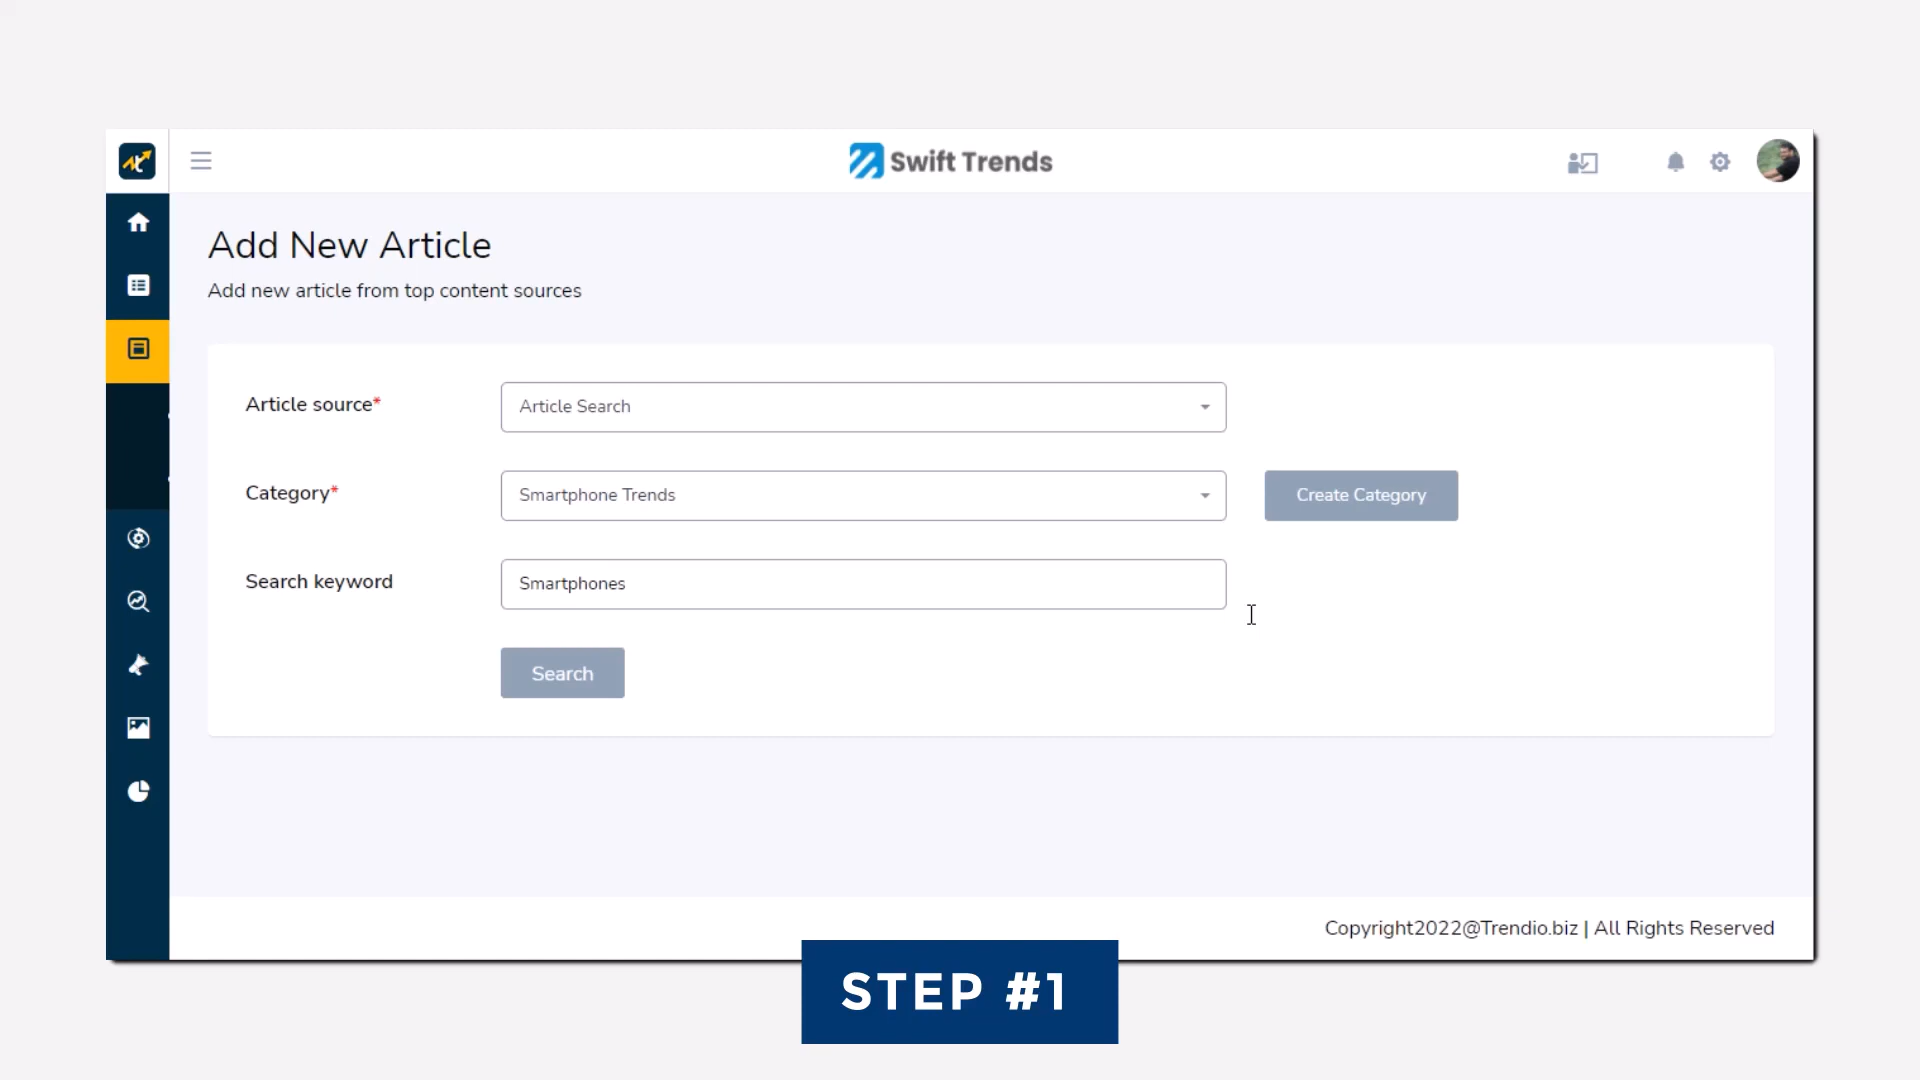 Swift Trends
Add New Article
Add new article from top content sources
Article source*
Article Search
Category*
Smartphone Trends
Create Category
Search keyword
Smartphones
Search
Copyright2022@Trendio.biz | All Rights Reserved
STEP #1